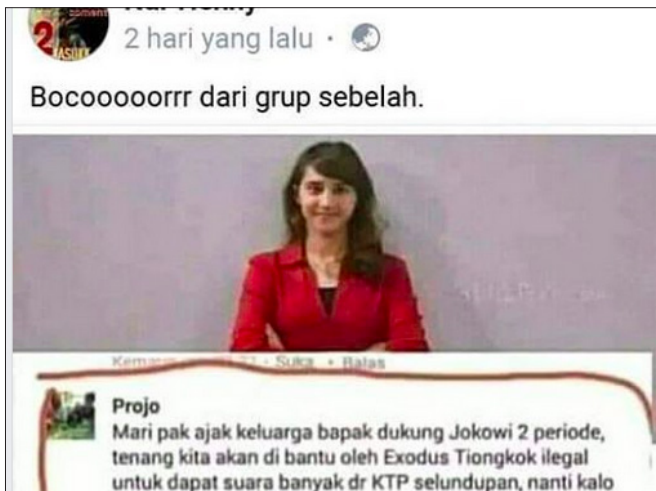 2
2 hari yang lalu ·
Bocooooorrr dari grup sebelah.
Suka · Balas
Projo
Mari pak ajak keluarga bapak dukung Jokowi 2 periode,
tenang kita akan di bantu oleh Exodus Tiongkok ilegal
untuk dapat suara banyak dr KTP selundupan, nanti kalo